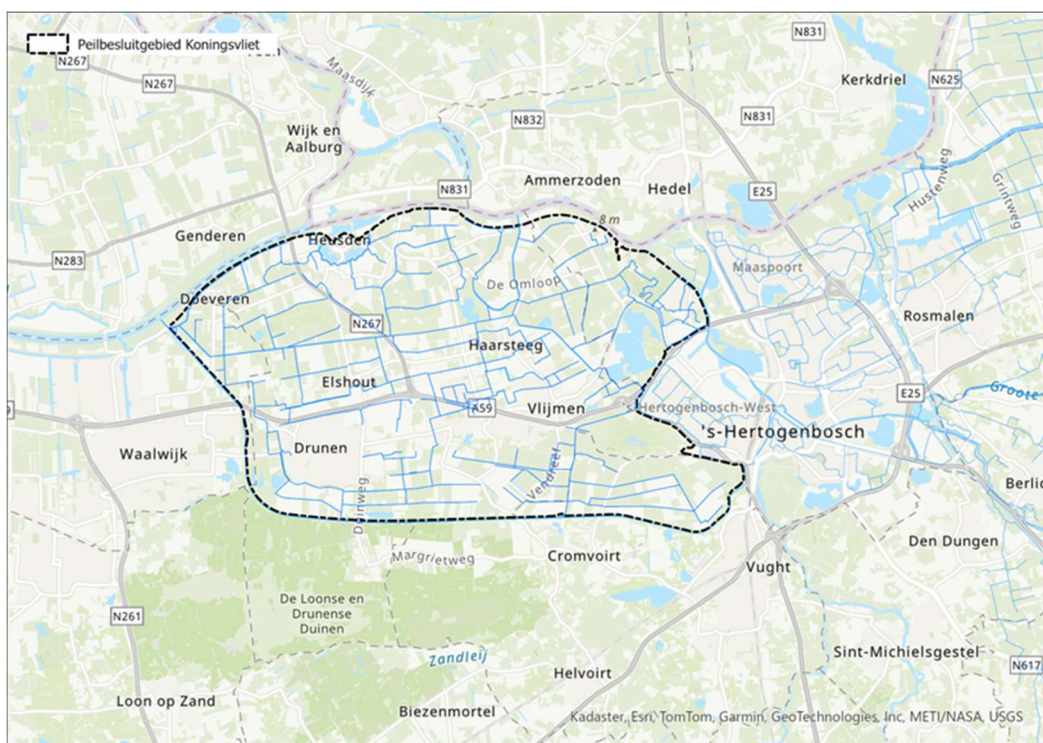 Peilbesluitgebied Koningsvliet
N831
N267
Kerkdriel
N625
N267
Maasdijk
N832
N831
Wijk en
Aalburg
Hustenweg
Grintweg
N831
Ammerzoden
Hedel
E25
8 m
Genderen
Heusden
N283
Maaspoort
De Omloop
Doeveren
Rosmalen
N267
Haarsteeg
Elshout
E25
Groote
A59
Vlijmen
's-Hertogenbosch-West
's-Hertogenbosch
Waalwijk
Drunen
Vendreef
Berlic
Duinweg
Den Dungen
Margrietweg
Cromvoirt
Vught
De Loonse en
Drunense
Duinen
N261
Zandleij
Sint-Michielsgestel
N617
Helvoirt
Loon op Zand
Biezenmortel
Kadaster, Esri, TomTom, Garmin, GeoTechnologies, Inc, METI/NASA, USGS